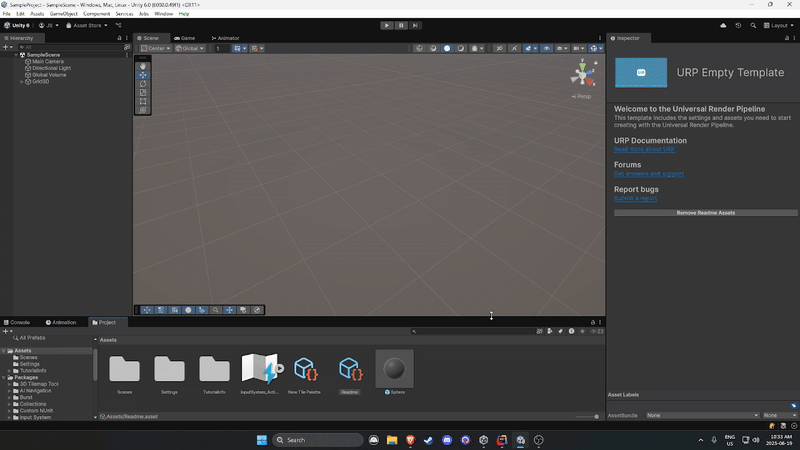 SampleProject - SampleScene - Windows, Mac, Linux - Unity 6.0 (6000.0.49f1) <DX11>
File Edit Assets GameObject Component Services Jobs Window Help
Unity 6 JS Asset Store Layout
Hierarchy Scene Game Animator Inspector
All Center Global 1
SampleScene
Main Camera
Directional Light
Global Volume
Grid3D
y
Persp
URP Empty Template
Welcome to the Universal Render Pipeline
This template includes the settings and assets you need to start
creating with the Universal Render Pipeline.
URP Documentation
Read more about URP
Forums
Get answers and support
Report bugs
Submit a report
Remove Readme Assets
Console Animation Project
23
All Prefabs
Assets
Assets
Scenes
Settings
TutorialInfo
Packages
3D Tilemap Tool
AI Navigation
Burst
Collections
Custom NUnit
Input System
Scenes Settings TutorialInfo InputSystem_Acti... New Tile Palette Readme Sphere
Assets/Readme.asset
Asset Labels
AssetBundle None None
Search
ENG
US
10:33 AM
2025-06-19